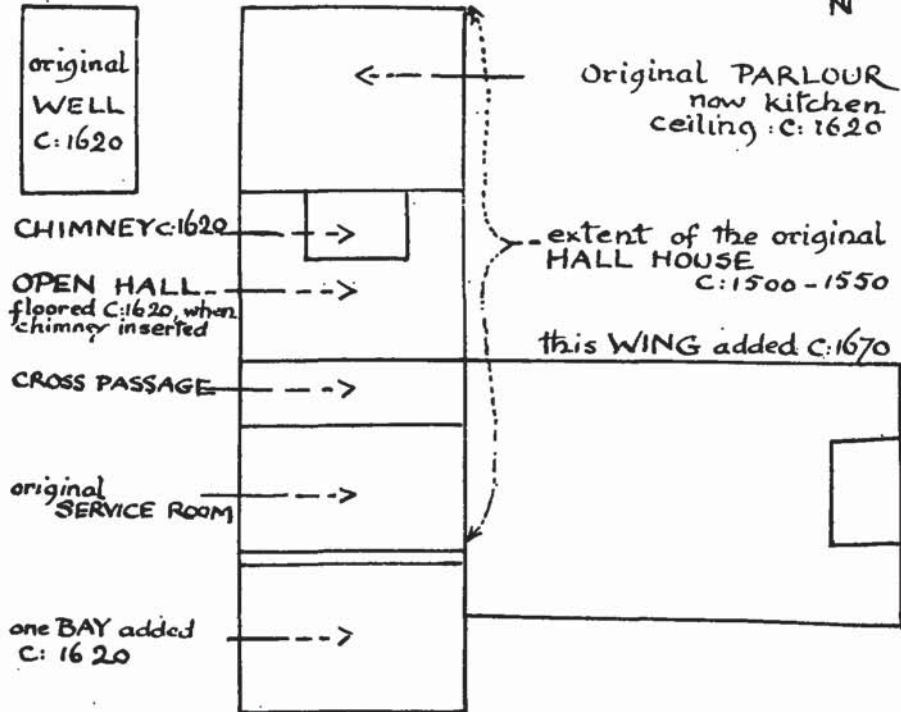 N
original
WELL
C:1620
Original PARLOUR
now kitchen
ceiling :C: 1620
CHIMNEY C:1620
OPEN HALL
floored C:1620, when
chimney inserted
extent of the original
HALL HOUSE
C:1500-1550
this WING added C:1670
CROSS PASSAGE
original
SERVICE ROOM
one BAY added
C: 1620